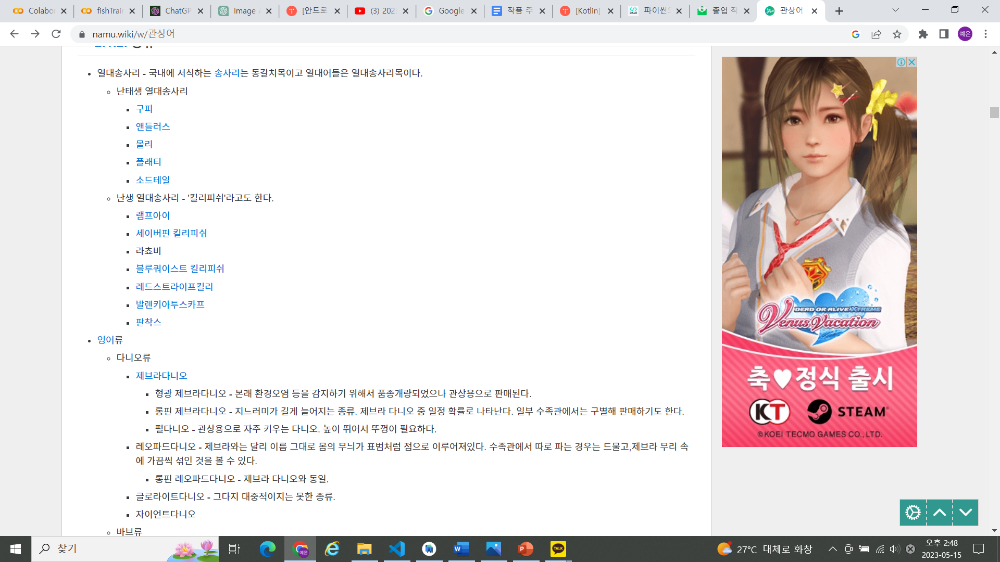 Colabor
fishTrain
ChatGP
Image
[안드로
(3) 202
Google
작품 주
[Kotlin]
파이썬
졸업 작
관상어
namu.wiki/w/관상어
예은
열대송사리 - 국내에 서식하는 송사리는 동갈치목이고 열대어들은 열대송사리목이다.
난태생 열대송사리
구피
앤들러스
몰리
플래티
소드테일
난생 열대송사리 - '킬리피쉬'라고도 한다.
램프아이
세이버핀 킬리피쉬
라쵸비
블루쿼이스트 킬리피쉬
레드스트라이프킬리
발렌키아투스카프
판착스
잉어류
다니오류
제브라다니오
형광 제브라다니오 - 본래 환경오염 등을 감지하기 위해서 품종개량되었으나 관상용으로 판매된다.
롱핀 제브라다니오 - 지느러미가 길게 늘어지는 종류. 제브라 다니오 중 일정 확률로 나타난다. 일부 수족관에서는 구별해 판매하기도 한다.
펄다니오 - 관상용으로 자주 키우는 다니오. 높이 뛰어서 뚜껑이 필요하다.
레오파드다니오 - 제브라와는 달리 이름 그대로 몸의 무늬가 표범처럼 점으로 이루어져있다. 수족관에서 따로 파는 경우는 드물고,제브라 무리 속
에 가끔씩 섞인 것을 볼 수 있다.
롱핀 레오파드다니오 - 제브라 다니오와 동일.
글로라이트다니오 - 그다지 대중적이지는 못한 종류.
자이언트다니오
바브류
DEAD OR ALIVE XTREME
Venus Vacation
축♥정식 출시
KT
STEAM
©KOEI TECMO GAMES CO., LTD.
찾기
예은
TALK
27°C 대체로 화창
오후 2:48
2023-05-15